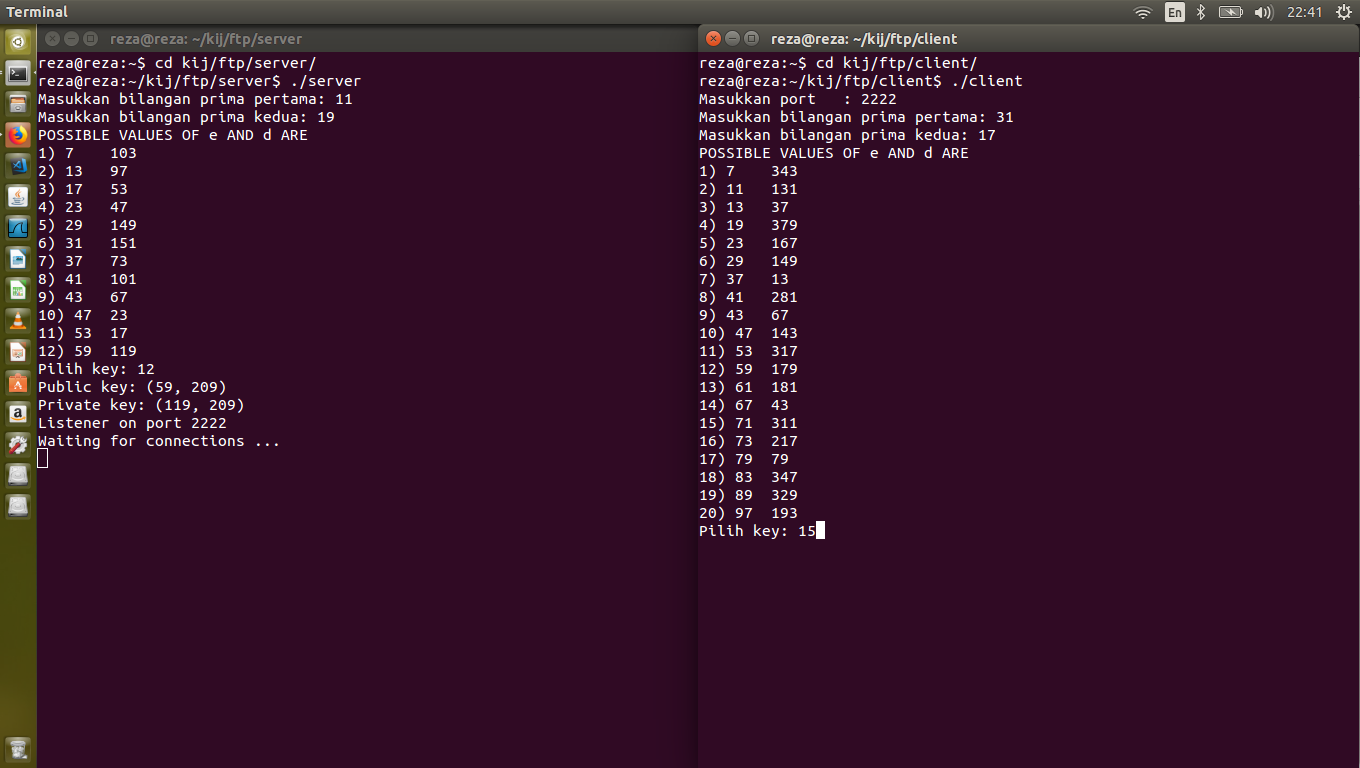 Terminal
En
22:41
reza@reza: ~/kij/ftp/server
reza@reza:~$ cd kij/ftp/server/
reza@reza:~/kij/ftp/server$ ./server
Masukkan bilangan prima pertama: 11
Masukkan bilangan prima kedua: 19
POSSIBLE VALUES OF e AND d ARE
1) 7 103
2) 13 97
3) 17 53
4) 23 47
5) 29 149
6) 31 151
7) 37 73
8) 41 101
9) 43 67
10) 47 23
11) 53 17
12) 59 119
Pilih key: 12
Public key: (59, 209)
Private key: (119, 209)
Listener on port 2222
Waiting for connections ...
reza@reza: ~/kij/ftp/client
reza@reza:~$ cd kij/ftp/client/
reza@reza:~/kij/ftp/client$ ./client
Masukkan port   : 2222
Masukkan bilangan prima pertama: 31
Masukkan bilangan prima kedua: 17
POSSIBLE VALUES OF e AND d ARE
1) 7 343
2) 11 131
3) 13 37
4) 19 379
5) 23 167
6) 29 149
7) 37 13
8) 41 281
9) 43 67
10) 47 143
11) 53 317
12) 59 179
13) 61 181
14) 67 43
15) 71 311
16) 73 217
17) 79 79
18) 83 347
19) 89 329
20) 97 193
Pilih key: 15